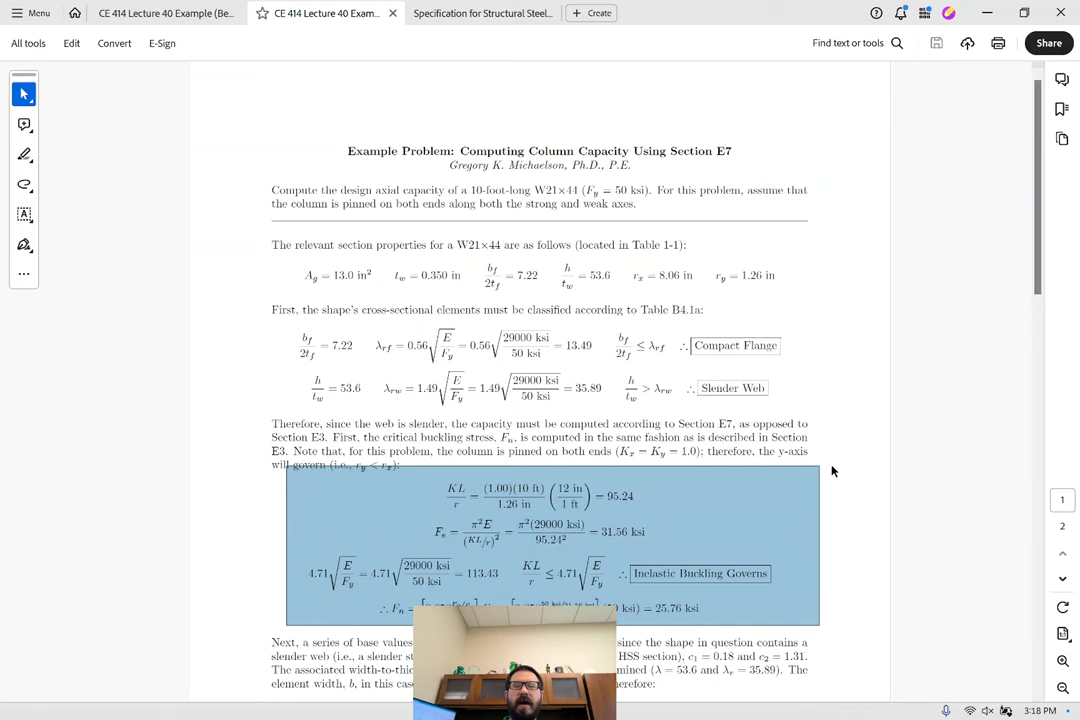 Menu
CE 414 Lecture 40 Example (Be...
CE 414 Lecture 40 Exam...
Specification for Structural Steel...
Create
All tools
Edit
Convert
E-Sign
Find text or tools
Share
Example Problem: Computing Column Capacity Using Section E7
Gregory K. Michaelson, Ph.D., P.E.
Compute the design axial capacity of a 10-foot-long W21×44 (Fy = 50 ksi). For this problem, assume that
the column is pinned on both ends along both the strong and weak axes.
The relevant section properties for a W21×44 are as follows (located in Table 1-1):
Ag = 13.0 in² tw = 0.350 in bf/2tf = 7.22 h/tw = 53.6 rx = 8.06 in ry = 1.26 in
First, the shape's cross-sectional elements must be classified according to Table B4.1a:
bf/2tf = 7.22 λrf = 0.56√(E/Fy) = 0.56√(29000 ksi/50 ksi) = 13.49 bf/2tf ≤ λrf ∴ Compact Flange
h/tw = 53.6 λrw = 1.49√(E/Fy) = 1.49√(29000 ksi/50 ksi) = 35.89 h/tw > λrw ∴ Slender Web
Therefore, since the web is slender, the capacity must be computed according to Section E7, as opposed to
Section E3. First, the critical buckling stress, Fn, is computed in the same fashion as is described in Section
E3. Note that, for this problem, the column is pinned on both ends (Kx = Ky = 1.0); therefore, the y-axis
will govern (i.e., ry < rx):
KL/r = (1.00)(10 ft)/1.26 in (12 in/1 ft) = 95.24
Fe = π²E/(KL/r)² = π²(29000 ksi)/95.24² = 31.56 ksi
4.71√(E/Fy) = 4.71√(29000 ksi/50 ksi) = 113.43 KL/r ≤ 4.71√(E/Fy) ∴ Inelastic Buckling Governs
∴ Fn = ksi) = 25.76 ksi
Next, a series of base values since the shape in question contains a
slender web (i.e., a slender HSS section), c1 = 0.18 and c2 = 1.31.
The associated (λ = 53.6 and λr = 35.89). The
element width, b, in this
1
2
3:18 PM